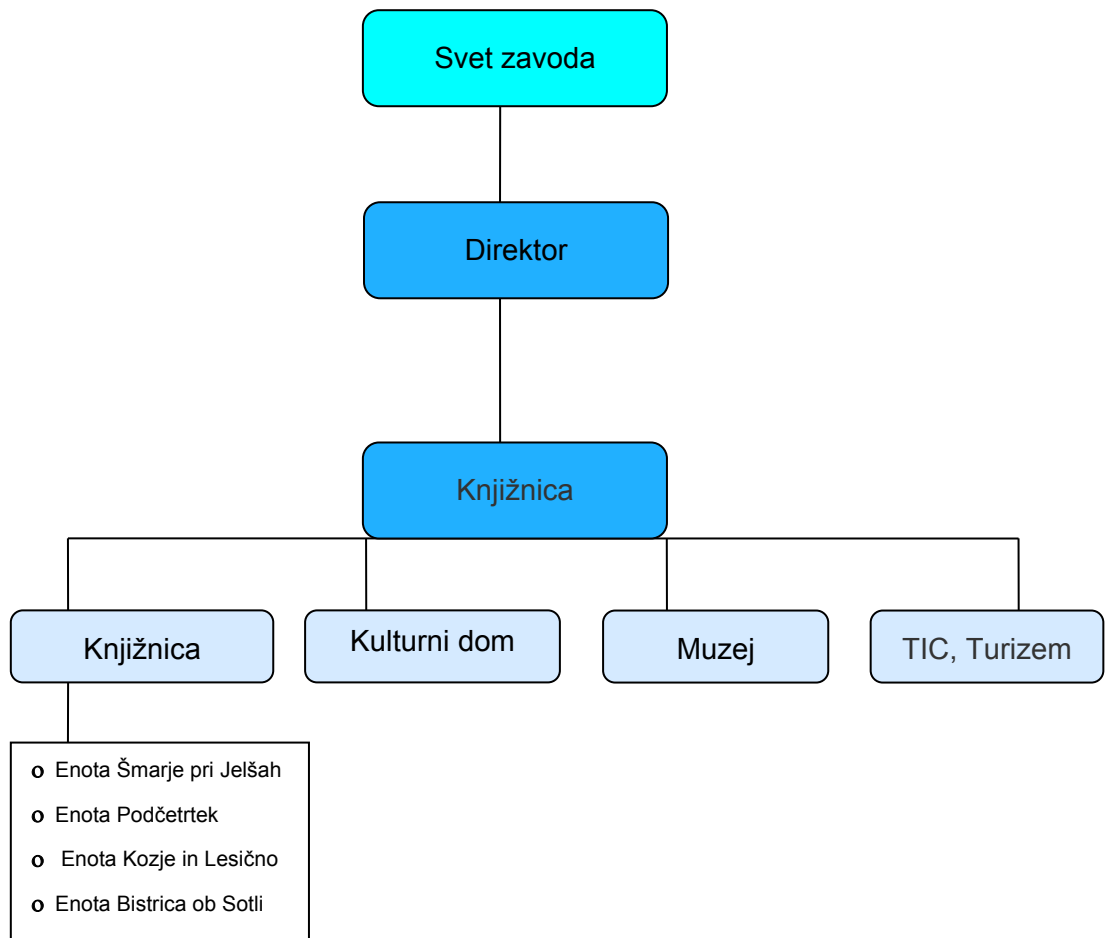 Svet zavoda
Direktor
Knjižnica
Knjižnica
Kulturni dom
Muzej
TIC, Turizem
o Enota Šmarje pri Jelšah
o Enota Podčetrtek
o Enota Kozje in Lesično
o Enota Bistrica ob Sotli